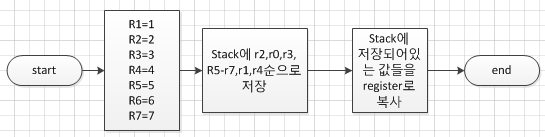 start
R1=1
R2=2
R3=3
R4=4
R5=5
R6=6
R7=7
Stack에 r2,r0,r3,
R5-r7,r1,r4순으로
저장
Stack에
저장되어있
는 값들을
register로
복사
end